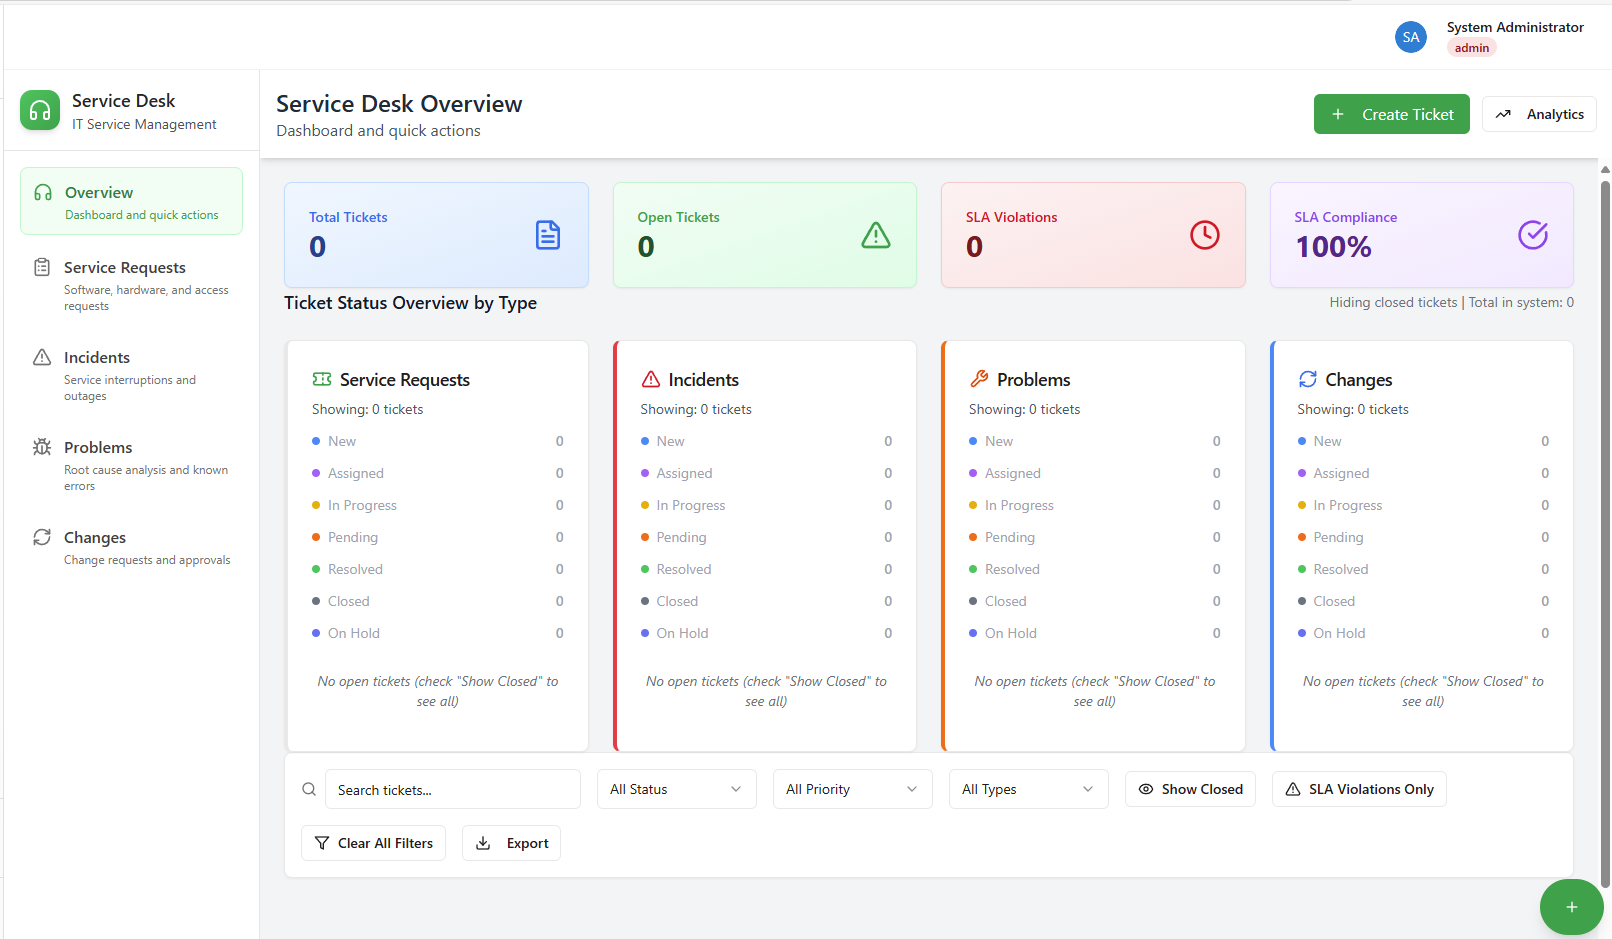 SA
System Administrator
admin
Service Desk
IT Service Management
Service Desk Overview
Dashboard and quick actions
Create Ticket
Analytics
Overview
Dashboard and quick actions
Service Requests
Software, hardware, and access
requests
Incidents
Service interruptions and
outages
Problems
Root cause analysis and known
errors
Changes
Change requests and approvals
Total Tickets
0
Open Tickets
0
SLA Violations
0
SLA Compliance
100%
Ticket Status Overview by Type
Hiding closed tickets | Total in system: 0
Service Requests
Showing: 0 tickets
New 0
Assigned 0
In Progress 0
Pending 0
Resolved 0
Closed 0
On Hold 0
No open tickets (check "Show Closed" to
see all)
Incidents
Showing: 0 tickets
New 0
Assigned 0
In Progress 0
Pending 0
Resolved 0
Closed 0
On Hold 0
No open tickets (check "Show Closed" to
see all)
Problems
Showing: 0 tickets
New 0
Assigned 0
In Progress 0
Pending 0
Resolved 0
Closed 0
On Hold 0
No open tickets (check "Show Closed" to
see all)
Changes
Showing: 0 tickets
New 0
Assigned 0
In Progress 0
Pending 0
Resolved 0
Closed 0
On Hold 0
No open tickets (check "Show Closed" to
see all)
Search tickets...
All Status
All Priority
All Types
Show Closed
SLA Violations Only
Clear All Filters
Export